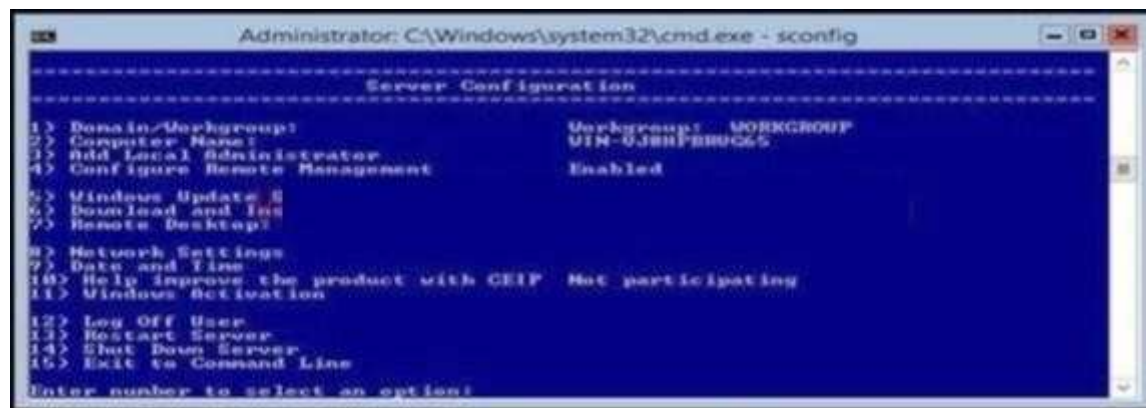 Administrator: C:\Windows\system32\cmd.exe - sconfig
Server Configuration
1) Domain/Workgroup: Workgroup: WORKGROUP
2) Computer Name:
3) Add Local Administrator
4) Configure Remote Management Enabled
5) Windows Update S
6) Download and Ins
7) Remote Desktop:
8) Network Settings
9) Date and Time
10) Help improve the product with CEIP Not participating
11) Windows Activation
12) Log Off User
13) Restart Server
14) Shut Down Server
15) Exit to Command Line
Enter number to select an option: